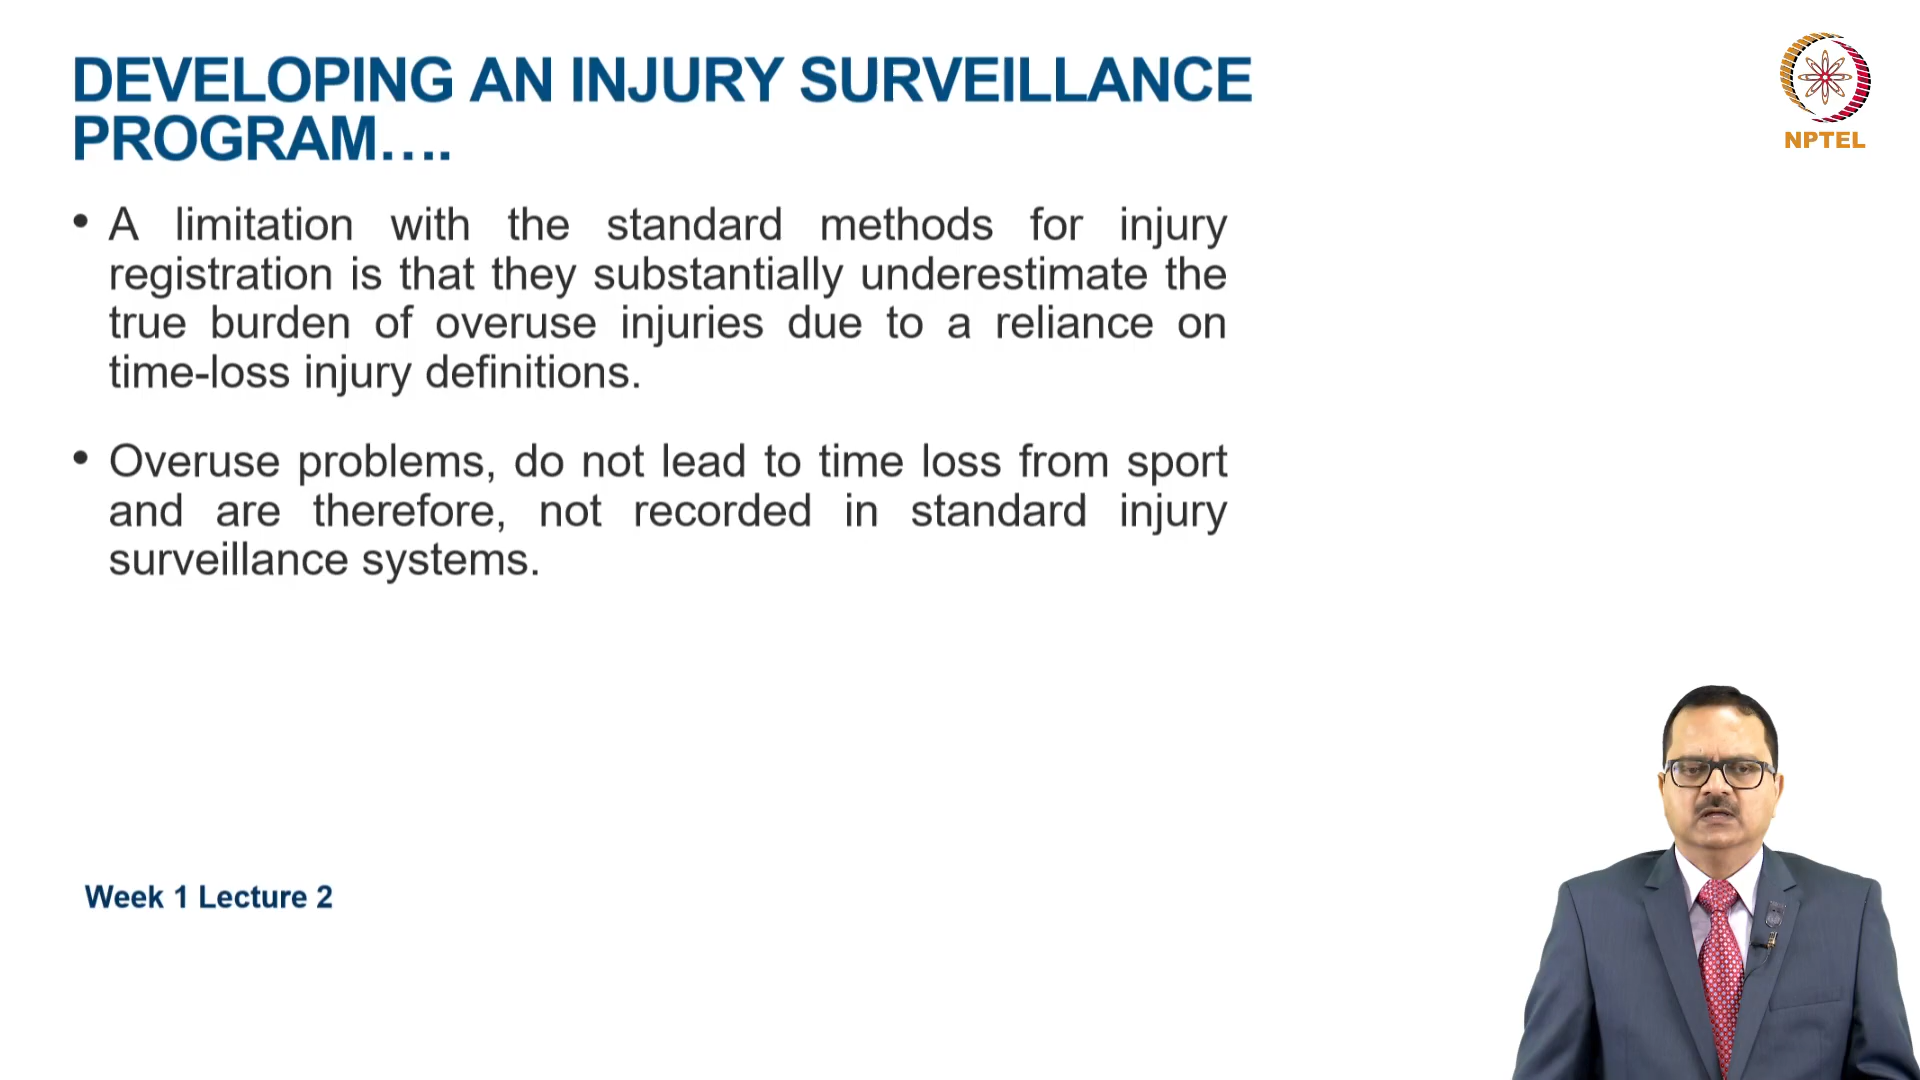 DEVELOPING AN INJURY SURVEILLANCE
PROGRAM….
NPTEL
• A limitation with the standard methods for injury
registration is that they substantially underestimate the
true burden of overuse injuries due to a reliance on
time-loss injury definitions.
• Overuse problems, do not lead to time loss from sport
and are therefore, not recorded in standard injury
surveillance systems.
Week 1 Lecture 2